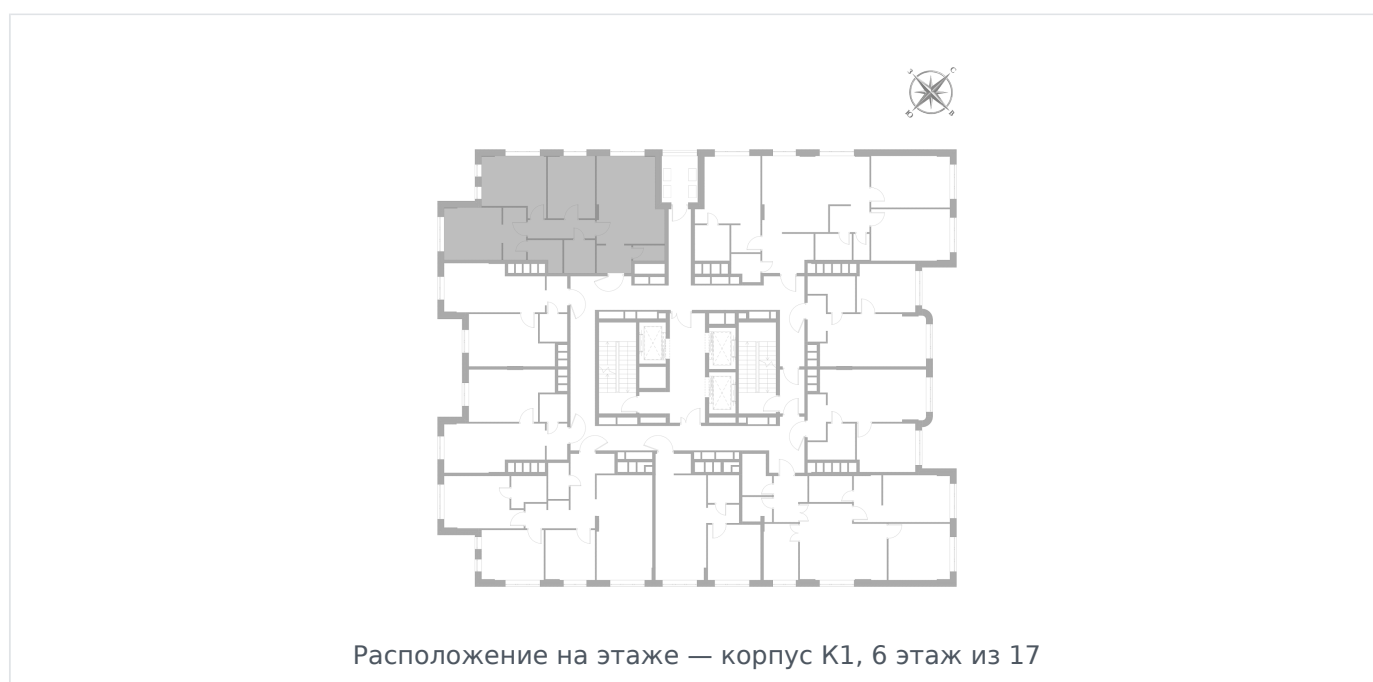 З С
Ю В
Расположение на этаже — корпус К1, 6 этаж из 17